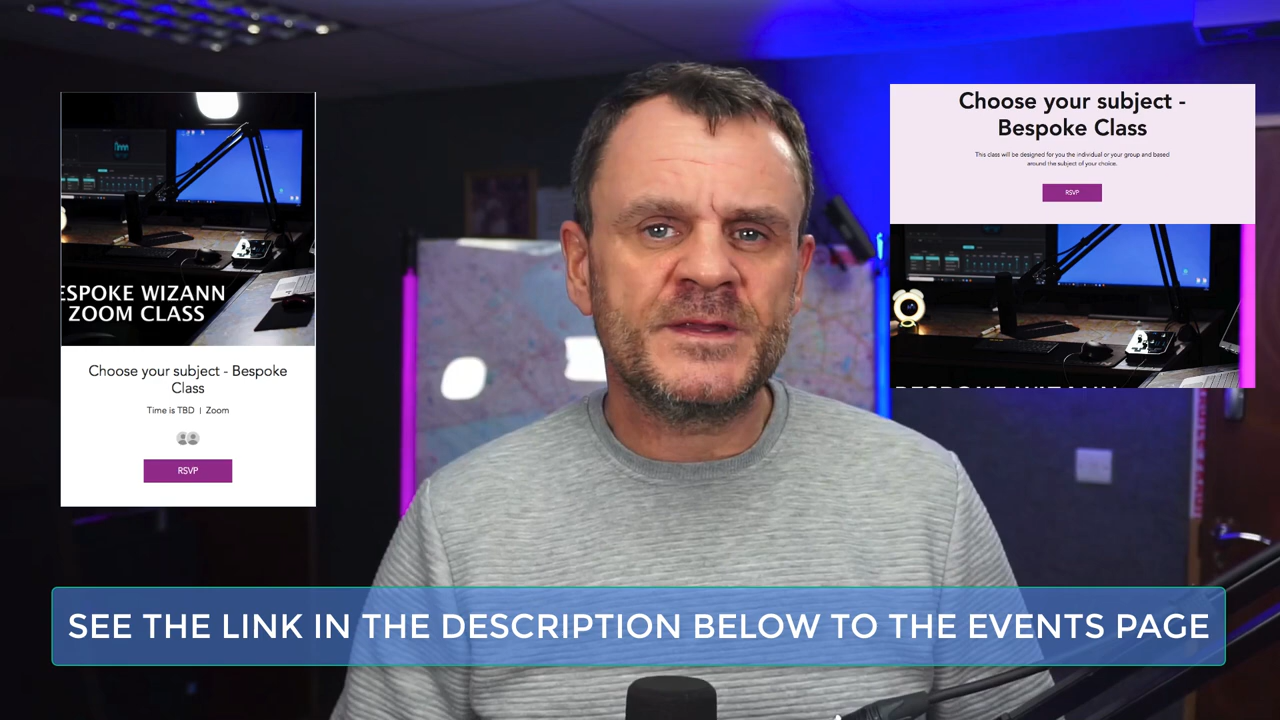 ESPOKE WIZANN
ZOOM CLASS
Choose your subject - Bespoke
Class
Time is TBD | Zoom
RSVP
Choose your subject -
Bespoke Class
This class will be designed for you the individual or your group and based
around the subject of your choice.
RSVP
BESPOKE WIZANN
SEE THE LINK IN THE DESCRIPTION BELOW TO THE EVENTS PAGE